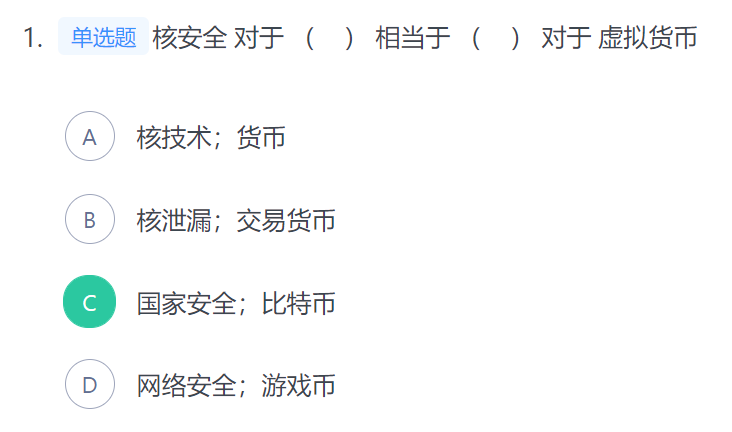 1. 单选题 核安全 对于 （　） 相当于 （　） 对于 虚拟货币
A 核技术；货币
B 核泄漏；交易货币
C 国家安全；比特币
D 网络安全；游戏币